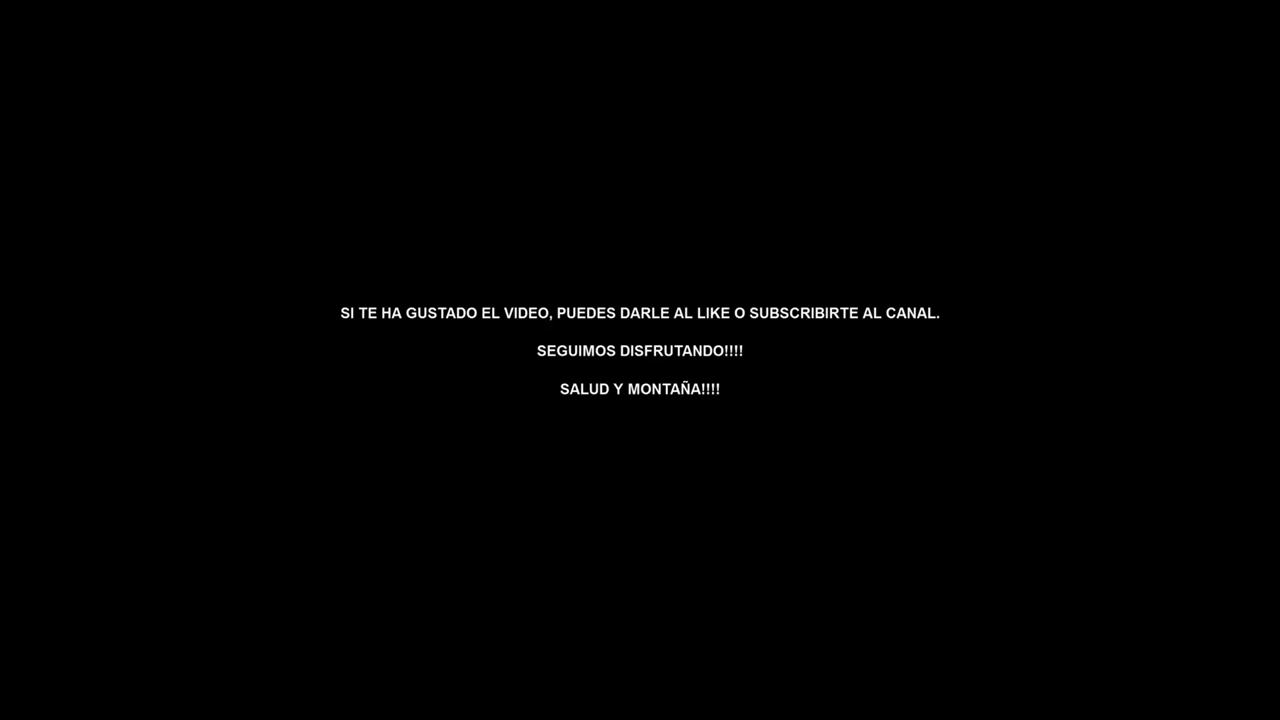 SI TE HA GUSTADO EL VIDEO, PUEDES DARLE AL LIKE O SUBSCRIBIRTE AL CANAL.
SEGUIMOS DISFRUTANDO!!!!
SALUD Y MONTAÑA!!!!